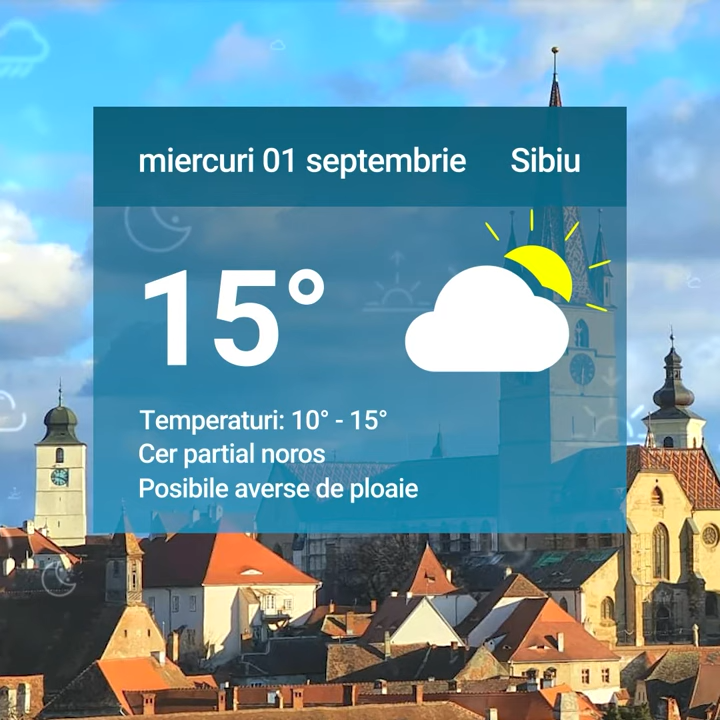 miercuri 01 septembrie Sibiu
15°
Temperaturi: 10° - 15°
Cer partial noros
Posibile averse de ploaie